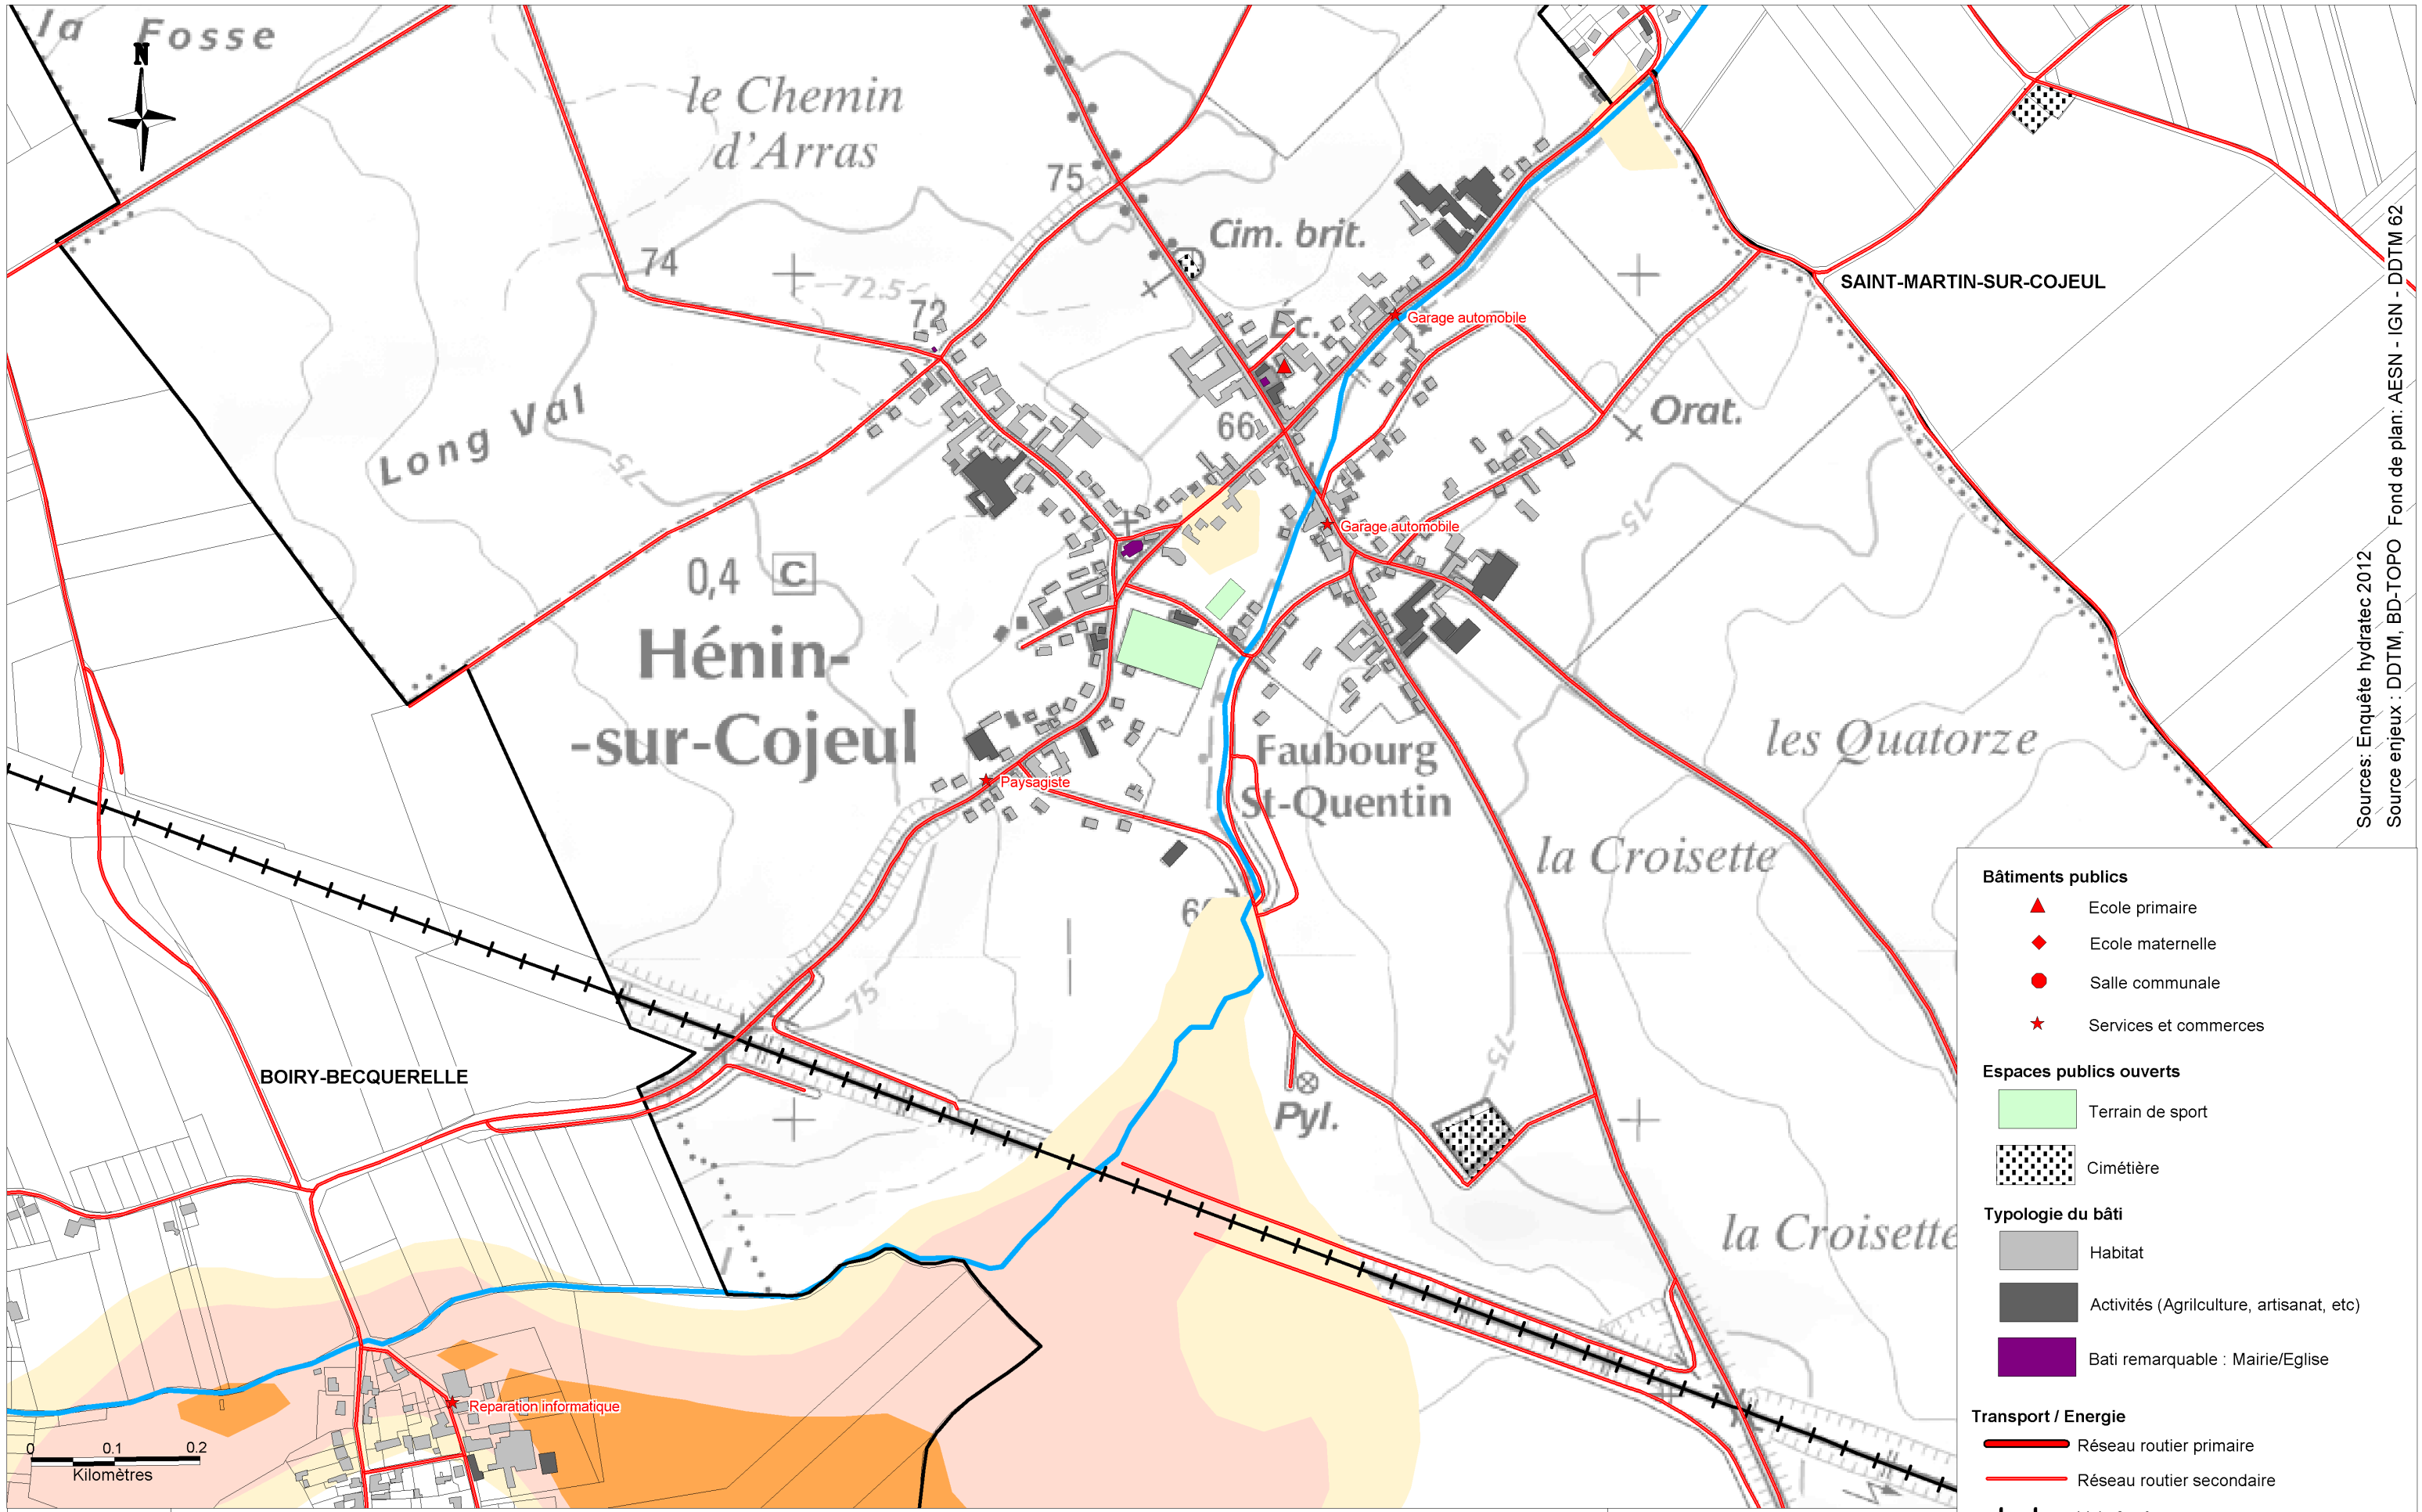 la Fosse
N
le Chemin
d'Arras
75
74
72.5
72
Cim. brit.
Éc.
Garage automobile
SAINT-MARTIN-SUR-COJEUL
66
Orat.
Long Val
75
75
Garage automobile
0,4 C
Hénin-
-sur-Cojeul
Paysagiste
Faubourg
St-Quentin
les Quatorze
la Croisette
75
75
BOIRY-BECQUERELLE
Pyl.
la Croisette
Reparation informatique
0 0.1 0.2
Kilomètres
Sources: Enquête hydratec 2012
Source enjeux : DDTM, BD-TOPO Fond de plan: AESN - IGN - DDTM 62
Bâtiments publics
Ecole primaire
Ecole maternelle
Salle communale
Services et commerces
Espaces publics ouverts
Terrain de sport
Cimétière
Typologie du bâti
Habitat
Activités (Agrilculture, artisanat, etc)
Bati remarquable : Mairie/Eglise
Transport / Energie
Réseau routier primaire
Réseau routier secondaire